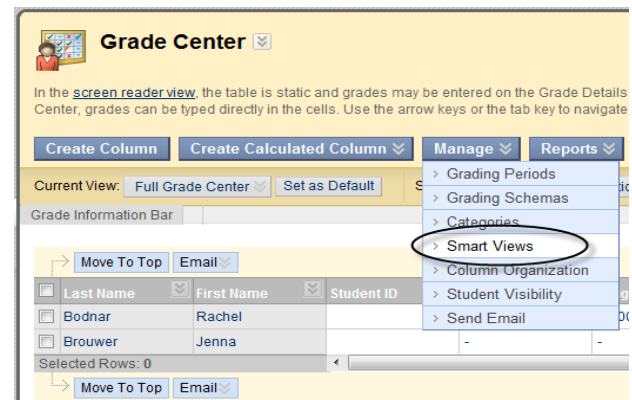 Grade Center
In the screen reader view, the table is static and grades may be entered on the Grade Details
Center, grades can be typed directly in the cells. Use the arrow keys or the tab key to navigate
Create Column Create Calculated Column Manage Reports
Current View: Full Grade Center Set as Default S
Grade Information Bar
Grading Periods
Grading Schemas
Categories
Smart Views
Column Organization
Student Visibility
Send Email
Move To Top Email
Last Name First Name Student ID
Bodnar Rachel
Brouwer Jenna - -
Selected Rows: 0
Move To Top Email